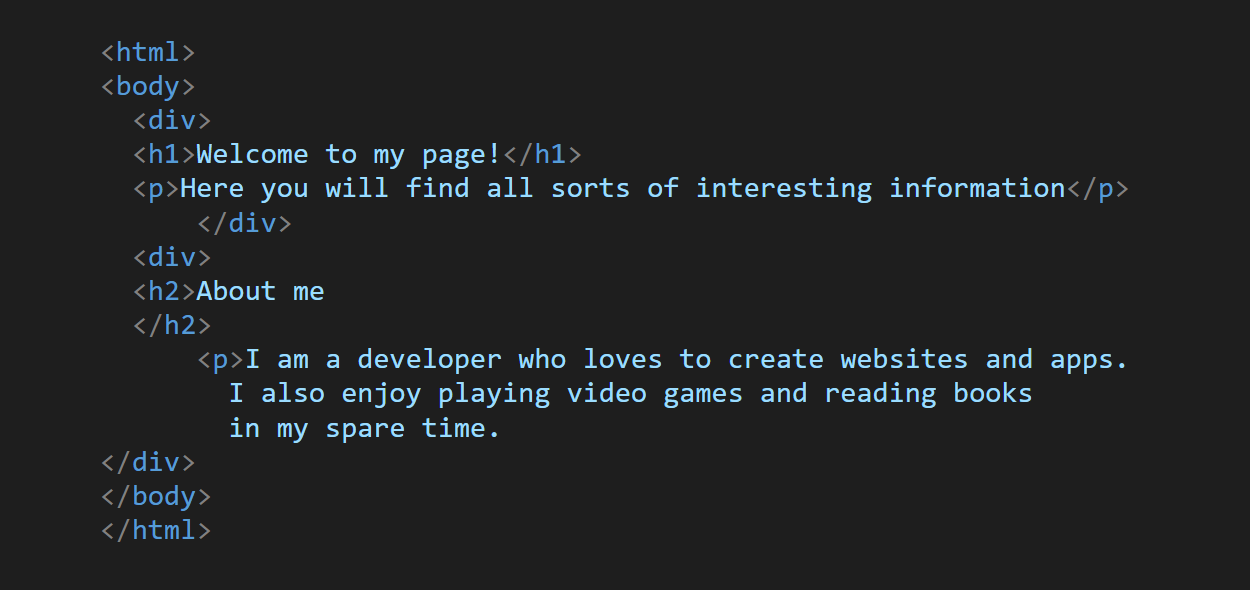 <html>
<body>
  <div>
  <h1>Welcome to my page!</h1>
  <p>Here you will find all sorts of interesting information</p>
      </div>
  <div>
  <h2>About me
  </h2>
      <p>I am a developer who loves to create websites and apps.
        I also enjoy playing video games and reading books
        in my spare time.
</div>
</body>
</html>